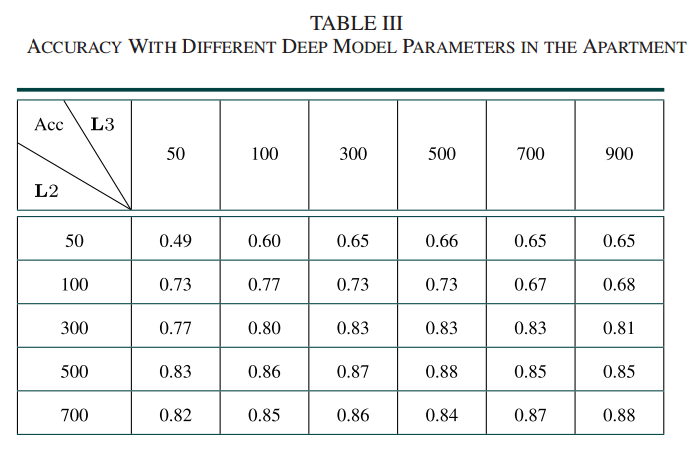 TABLE III
ACCURACY WITH DIFFERENT DEEP MODEL PARAMETERS IN THE APARTMENT
Acc L3
L2
50 100 300 500 700 900
50 0.49 0.60 0.65 0.66 0.65 0.65
100 0.73 0.77 0.73 0.73 0.67 0.68
300 0.77 0.80 0.83 0.83 0.83 0.81
500 0.83 0.86 0.87 0.88 0.85 0.85
700 0.82 0.85 0.86 0.84 0.87 0.88